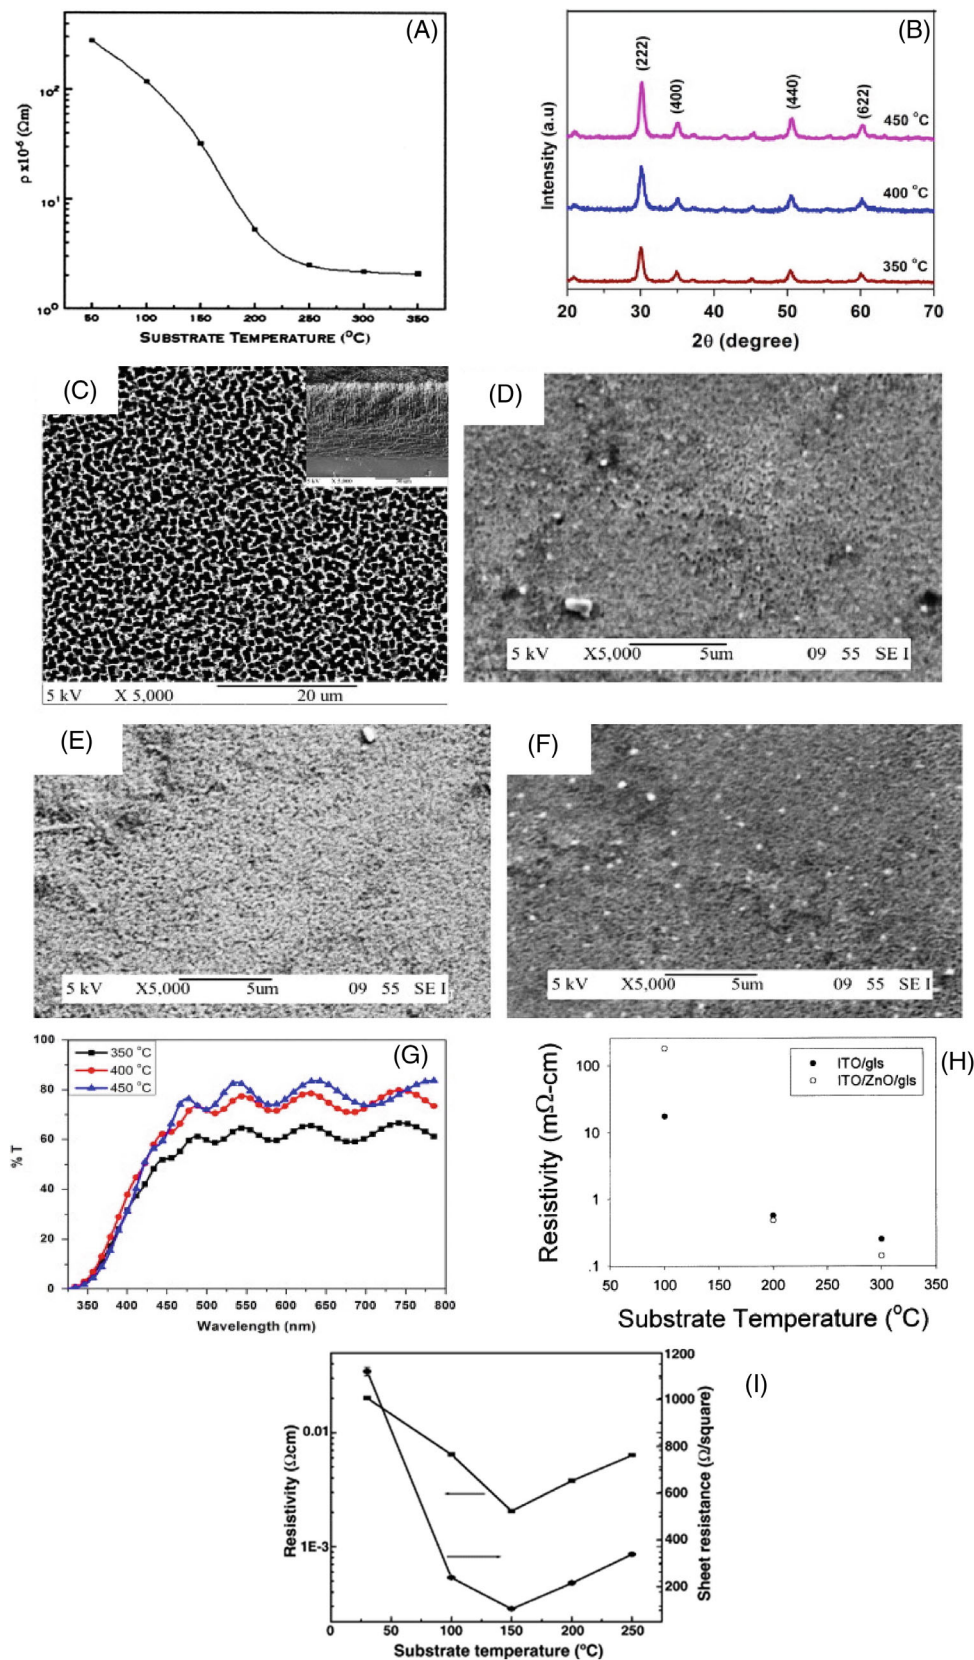 (A)
ρ x10⁻⁶ (Ωm)
10²
10¹
10⁰
50 100 150 200 250 300 350
SUBSTRATE TEMPERATURE (°C)
(B)
Intensity (a.u)
(222)
(400)
(440)
(622)
450 °C
400 °C
350 °C
20 30 40 50 60 70
2θ (degree)
(C)
5 kV X 5,000 20 um
5 kV X 5,000 20 um
(D)
5 kV X5,000 5um 09 55 SE I
(E)
5 kV X5,000 5um 09 55 SE I
(F)
5 kV X5,000 5um 09 55 SE I
(G)
350 °C
400 °C
450 °C
% T
100
80
60
40
20
0
350 400 450 500 550 600 650 700 750 800
Wavelength (nm)
(H)
ITO/gls
ITO/ZnO/gls
Resistivity (mΩ-cm)
100
10
1
.1
50 100 150 200 250 300 350
Substrate Temperature (°C)
(I)
Resistivity (Ωcm)
0.01
1E-3
Sheet resistance (Ω/square)
1200
1000
800
600
400
200
0 50 100 150 200 250
Substrate temperature (°C)